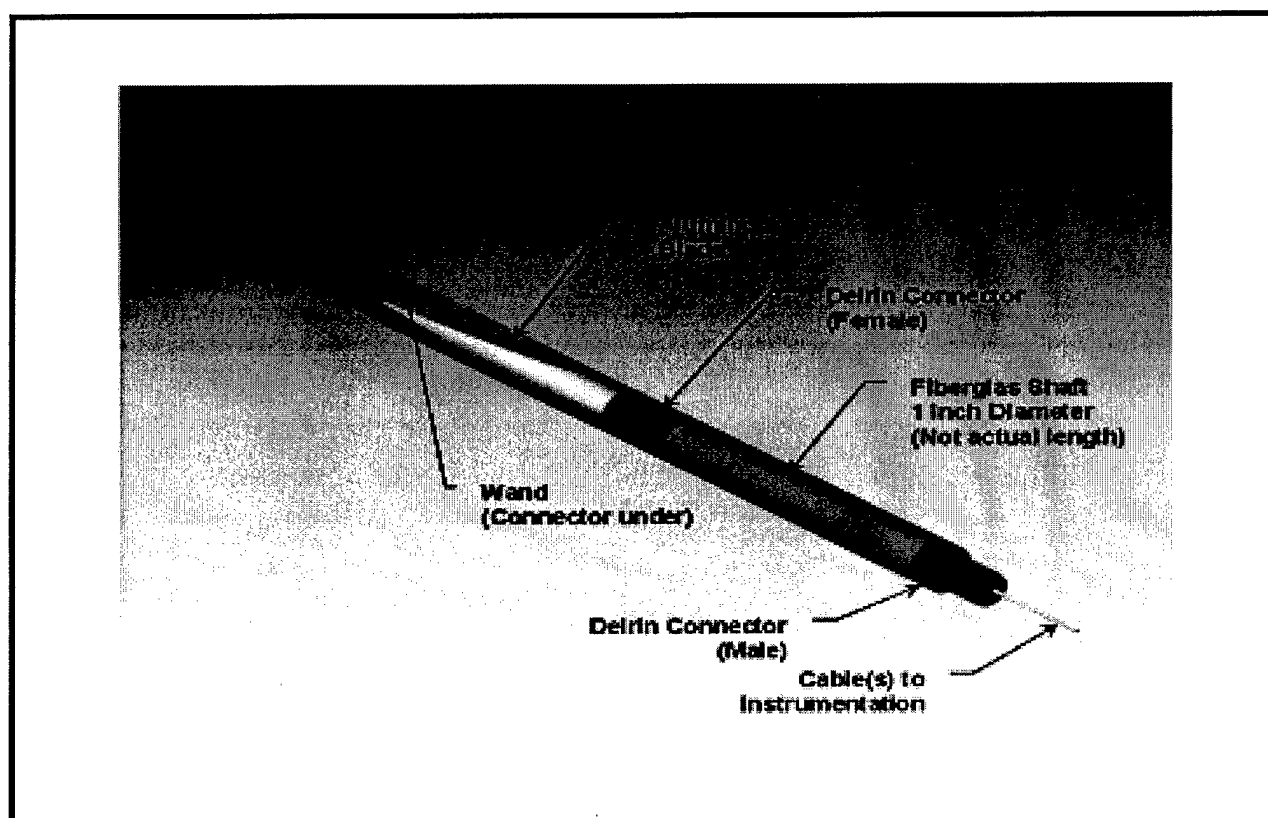 Delrin Connector
(Female)
Fiberglas Shaft
1 Inch Diameter
(Not actual length)
Wand
(Connector under)
Delrin Connector
(Male)
Cable(s) to
Instrumentation